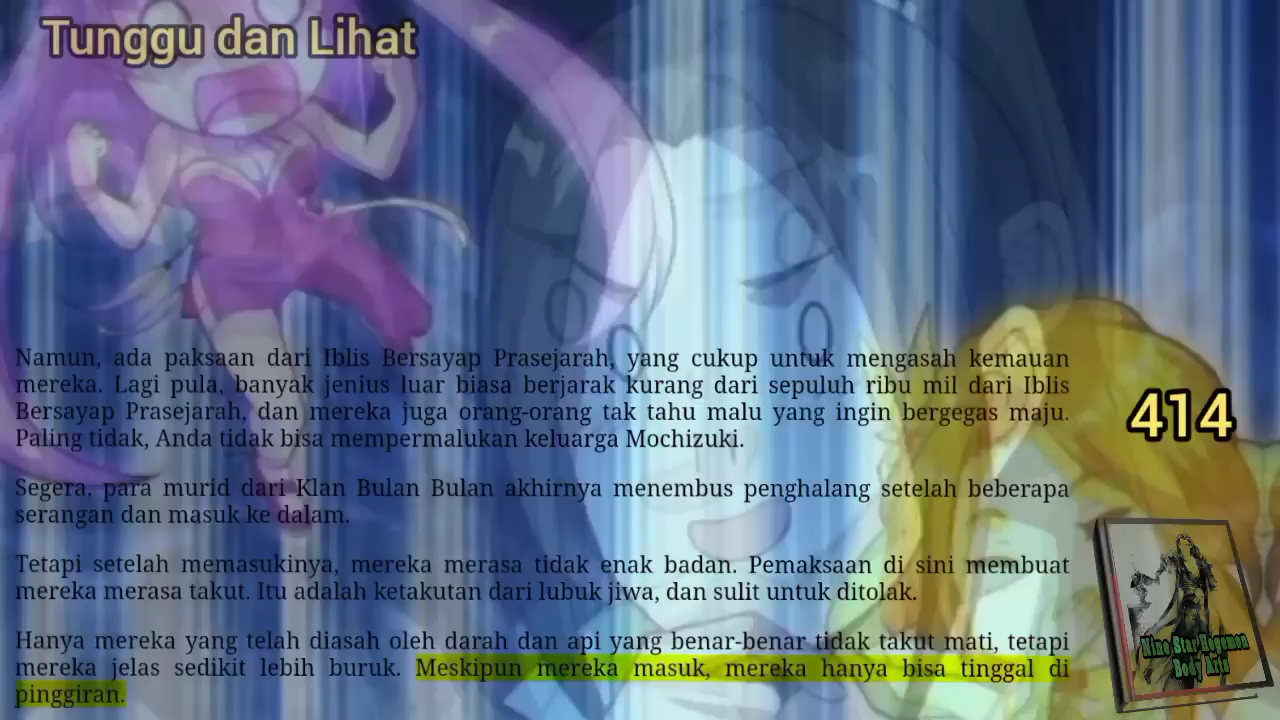 Tunggu dan Lihat
Namun, ada paksaan dari Iblis Bersayap Prasejarah, yang cukup untuk mengasah kemauan
mereka. Lagi pula, banyak jenius luar biasa berjarak kurang dari sepuluh ribu mil dari Iblis
Bersayap Prasejarah, dan mereka juga orang-orang tak tahu malu yang ingin bergegas maju.
Paling tidak, Anda tidak bisa mempermalukan keluarga Mochizuki.
414
Segera, para murid dari Klan Bulan Bulan akhirnya menembus penghalang setelah beberapa
serangan dan masuk ke dalam.
Tetapi setelah memasukinya, mereka merasa tidak enak badan. Pemaksaan di sini membuat
mereka merasa takut. Itu adalah ketakutan dari lubuk jiwa, dan sulit untuk ditolak.
Hanya mereka yang telah diasah oleh darah dan api yang benar-benar tidak takut mati, tetapi
mereka jelas sedikit lebih buruk. Meskipun mereka masuk, mereka hanya bisa tinggal di
pinggiran.
Nine Star Hegemon
Body Arts